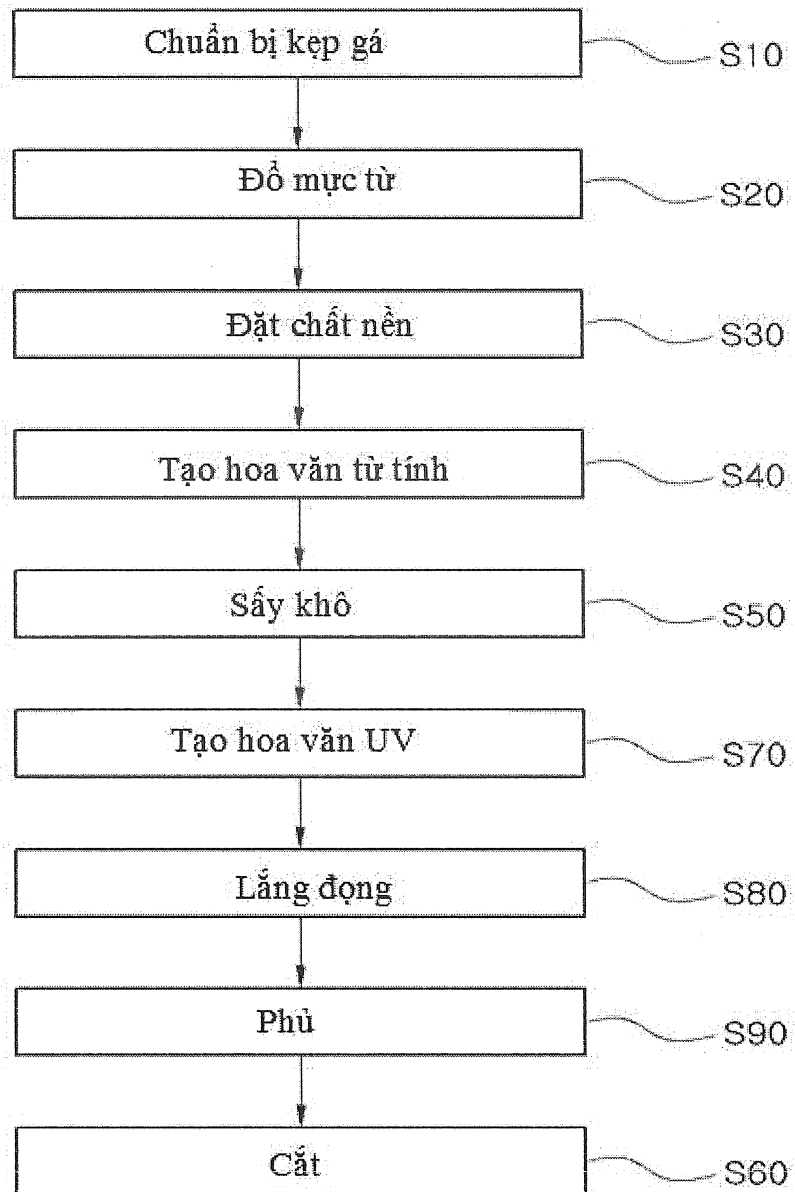 Chuẩn bị kẹp gá S10
Đổ mực từ S20
Đặt chất nền S30
Tạo hoa văn từ tính S40
Sấy khô S50
Tạo hoa văn UV S70
Lắng đọng S80
Phủ S90
Cắt S60